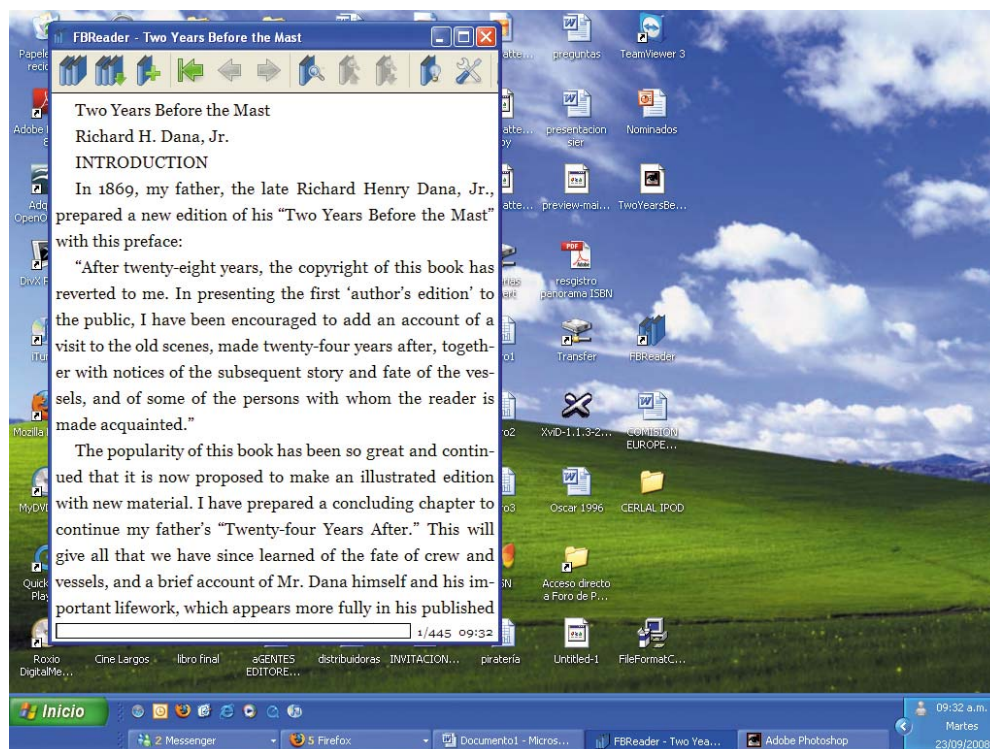 FBReader - Two Years Before the Mast
Two Years Before the Mast
Richard H. Dana, Jr.
INTRODUCTION
In 1869, my father, the late Richard Henry Dana, Jr.,
prepared a new edition of his “Two Years Before the Mast”
with this preface:
“After twenty-eight years, the copyright of this book has
reverted to me. In presenting the first ‘author’s edition’ to
the public, I have been encouraged to add an account of a
visit to the old scenes, made twenty-four years after, togeth-
er with notices of the subsequent story and fate of the ves-
sels, and of some of the persons with whom the reader is
made acquainted.”
The popularity of this book has been so great and contin-
ued that it is now proposed to make an illustrated edition
with new material. I have prepared a concluding chapter to
continue my father’s “Twenty-four Years After.” This will
give all that we have since learned of the fate of crew and
vessels, and a brief account of Mr. Dana himself and his im-
portant lifework, which appears more fully in his published
1/445 09:32
preguntas
TeamViewer 3
presentacion
sier
Nominados
preview-mai...
TwoYearsBe...
resgistro
panorama ISBN
Transfer
FBReader
XviD-1.1.3-2...
COMISION
EUROPE...
Oscar 1996
CERLAL IPOD
Acceso directo
a Foro de P...
Roxio
DigitalMe...
Cine Largos
libro final
aGENTES
EDITORE...
distribuidoras
INVITACION...
piratería
Untitled-1
FileFormatC...
Inicio
2 Messenger
5 Firefox
Documento1 - Micros...
FBReader - Two Yea...
Adobe Photoshop
09:32 a.m.
Martes
23/09/2008